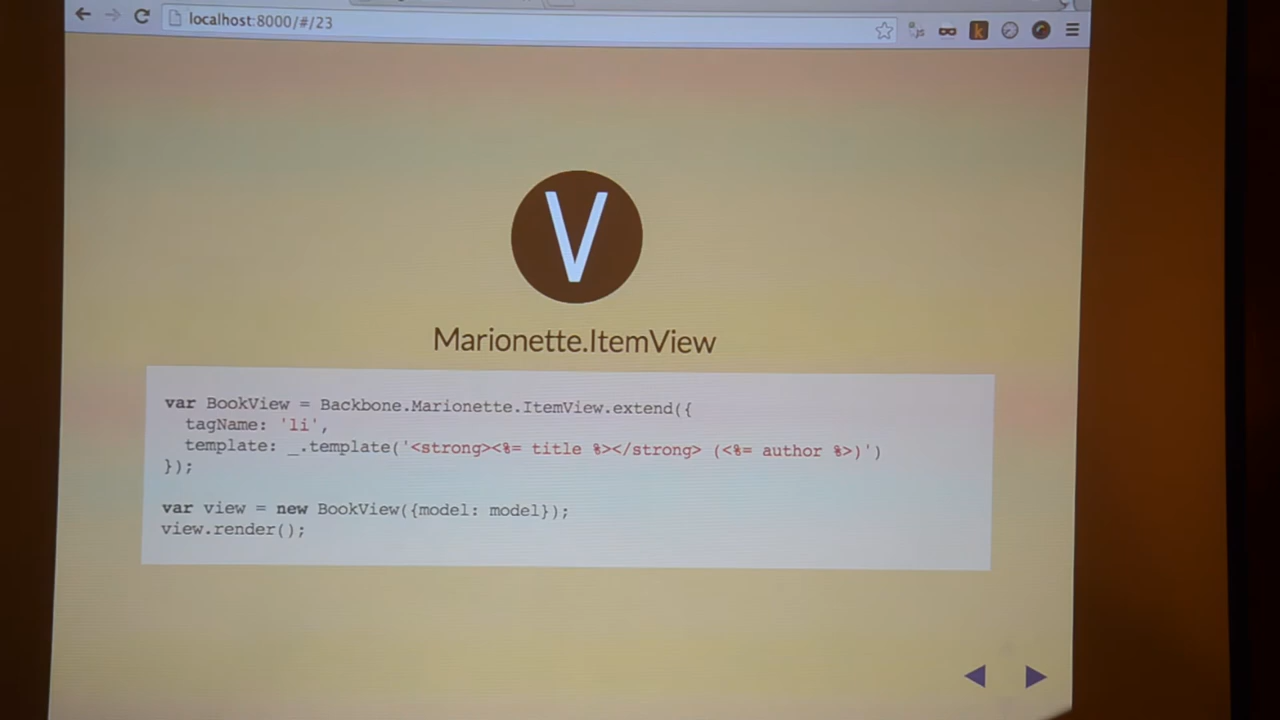 localhost:8000/#/23
V
Marionette.ItemView
var BookView = Backbone.Marionette.ItemView.extend({
  tagName: 'li',
  template: _.template('<strong><%= title %></strong> (<%= author %>)')
});
var view = new BookView({model: model});
view.render();